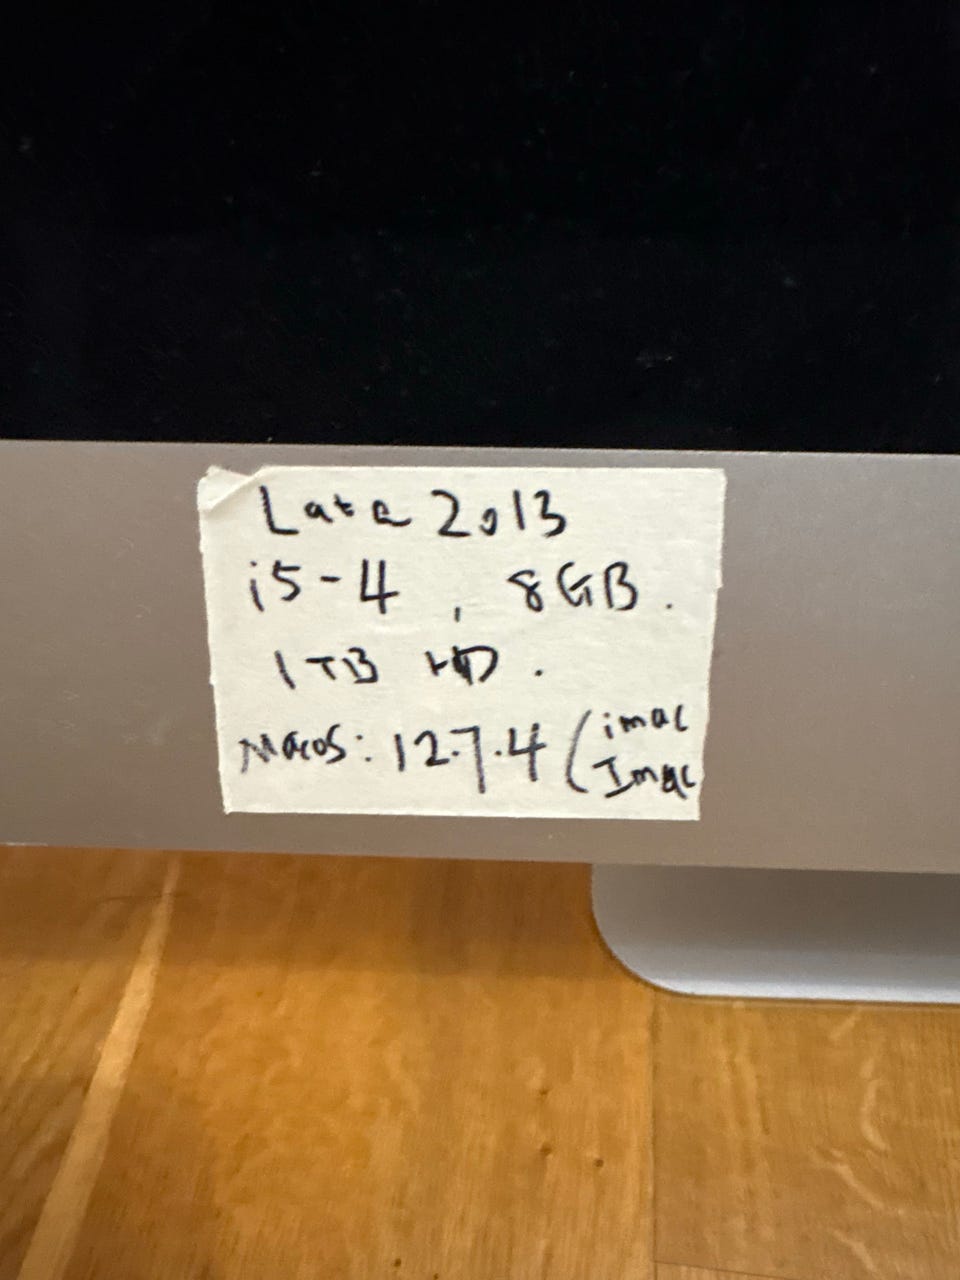 Late 2013
i5-4 , 8GB.
1TB HD.
Macos: 12.7.4 (imac
Imac